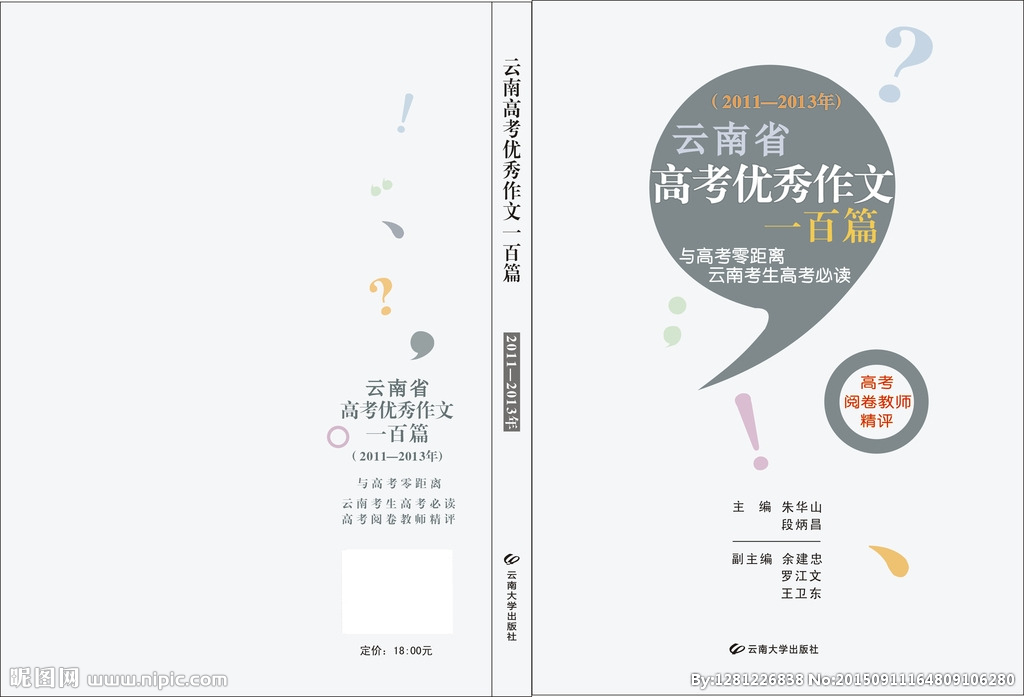 云南省
高考优秀作文
一百篇
(2011—2013年)
与高考零距离
云南考生高考必读
高考阅卷教师精评
定价：18:00元
云南高考优秀作文一百篇
2011—2013年
云南大学出版社
(2011—2013年)
云南省
高考优秀作文
一百篇
与高考零距离
云南考生高考必读
高考
阅卷教师
精评
主 编 朱华山
段炳昌
副主编 余建忠
罗江文
王卫东
云南大学出版社
昵图网 www.nipic.com
By:1281226838 No:20150911164809106280